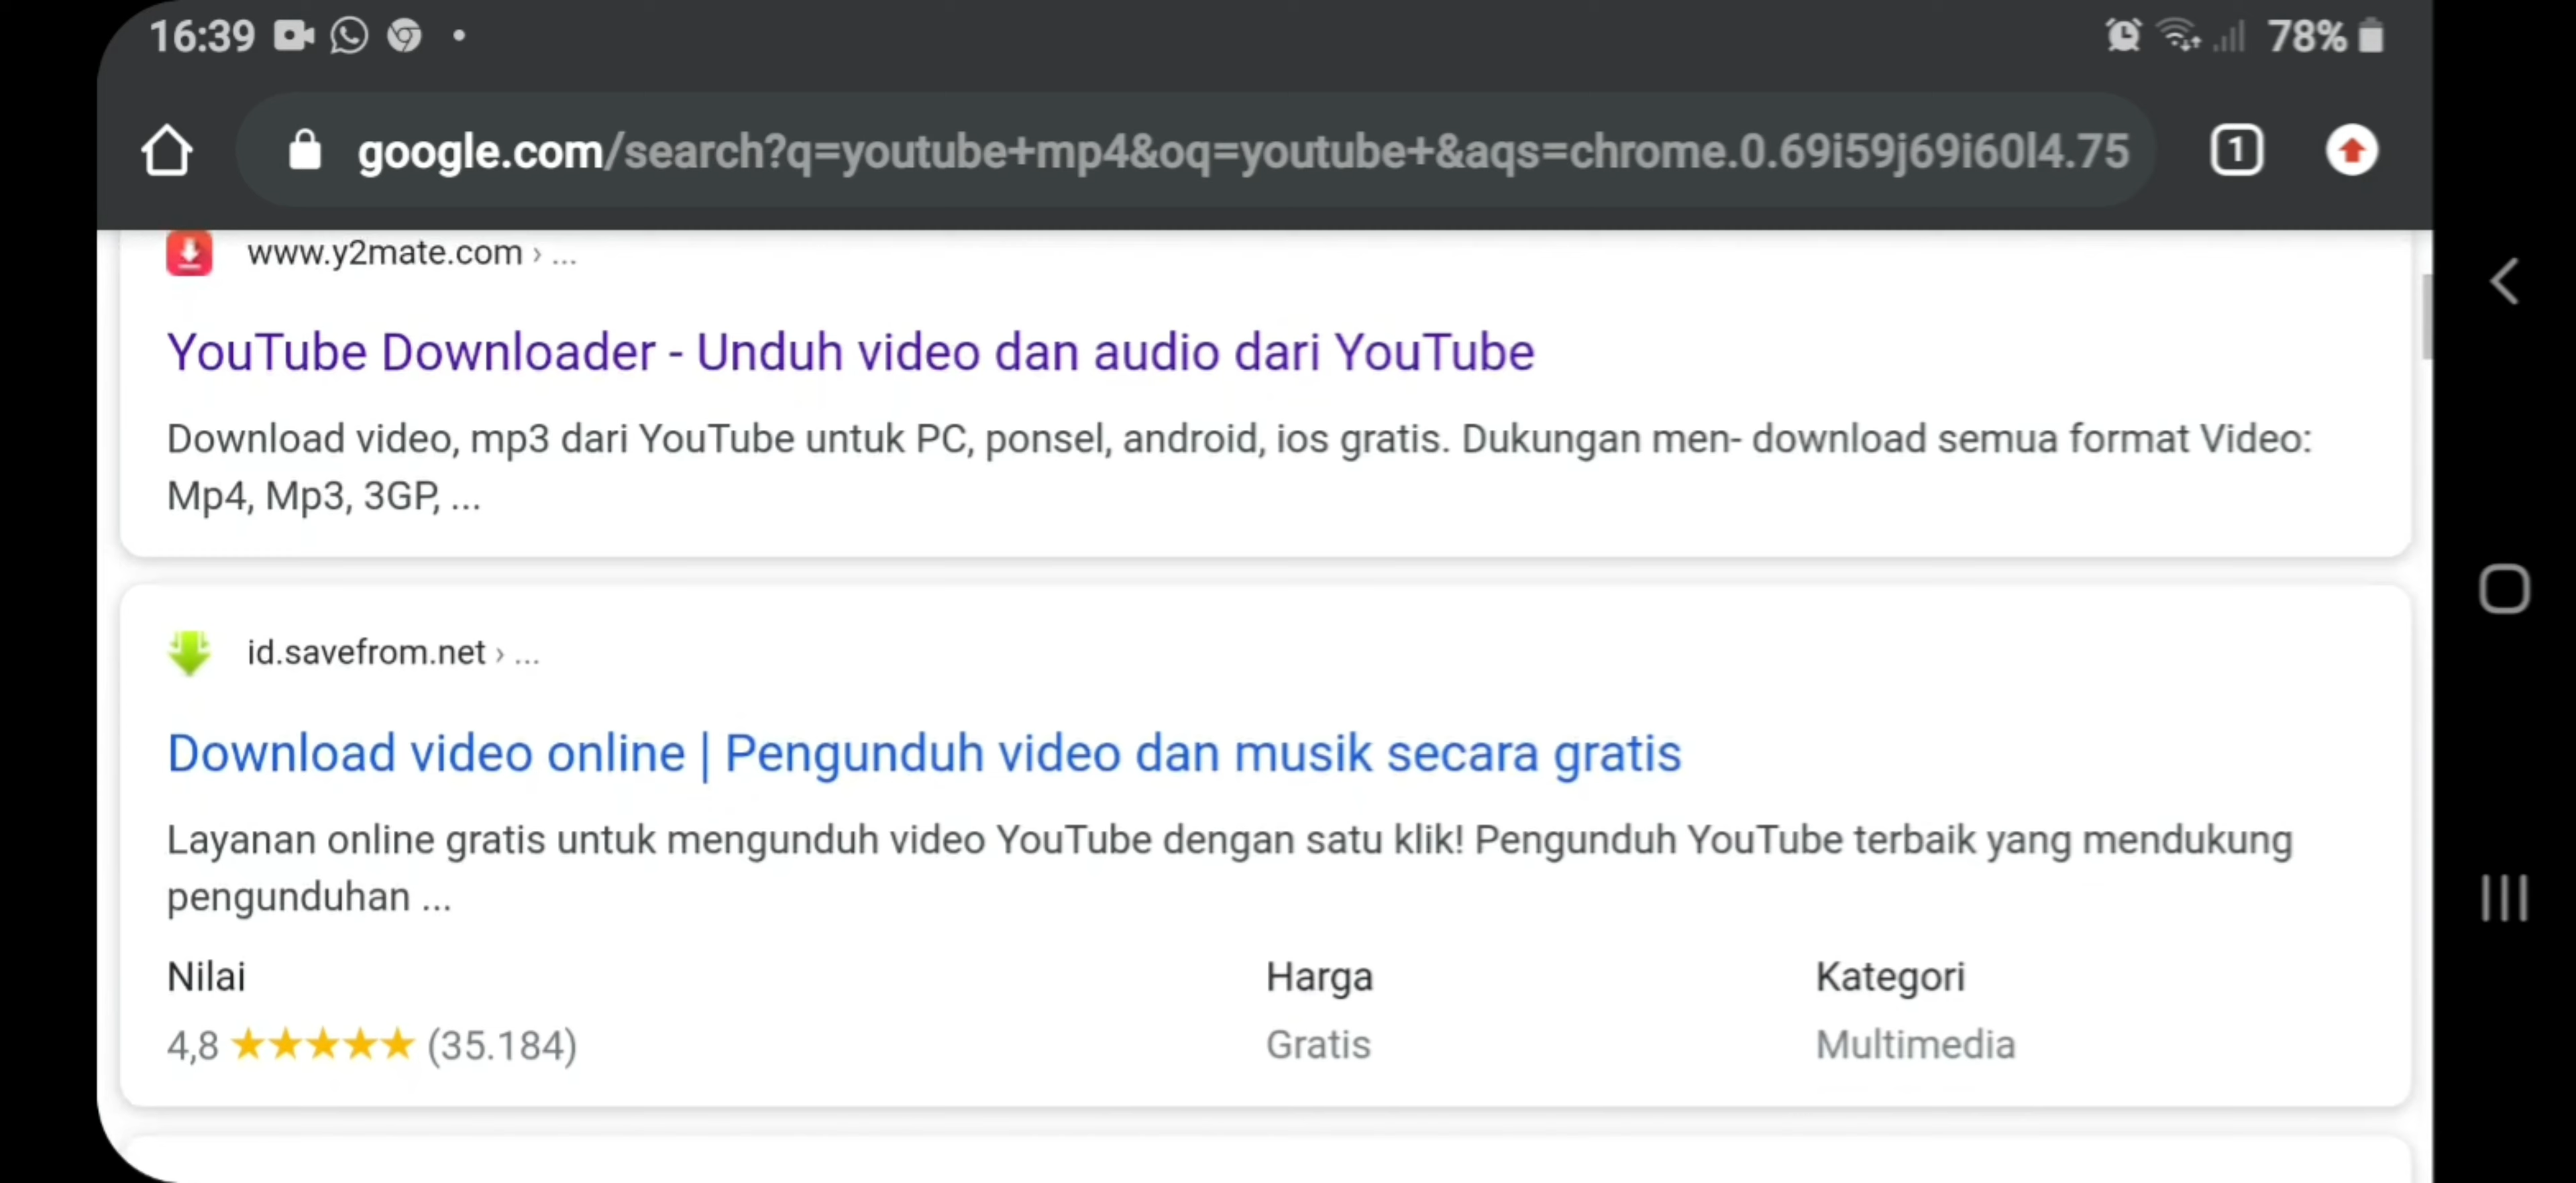 16:39 78%
google.com/search?q=youtube+mp4&oq=youtube+&aqs=chrome.0.69i59j69i60l4.75 1
www.y2mate.com › ...
YouTube Downloader - Unduh video dan audio dari YouTube
Download video, mp3 dari YouTube untuk PC, ponsel, android, ios gratis. Dukungan men- download semua format Video:
Mp4, Mp3, 3GP, ...
id.savefrom.net › ...
Download video online | Pengunduh video dan musik secara gratis
Layanan online gratis untuk mengunduh video YouTube dengan satu klik! Pengunduh YouTube terbaik yang mendukung
pengunduhan ...
Nilai Harga Kategori
4,8 ★★★★★ (35.184) Gratis Multimedia